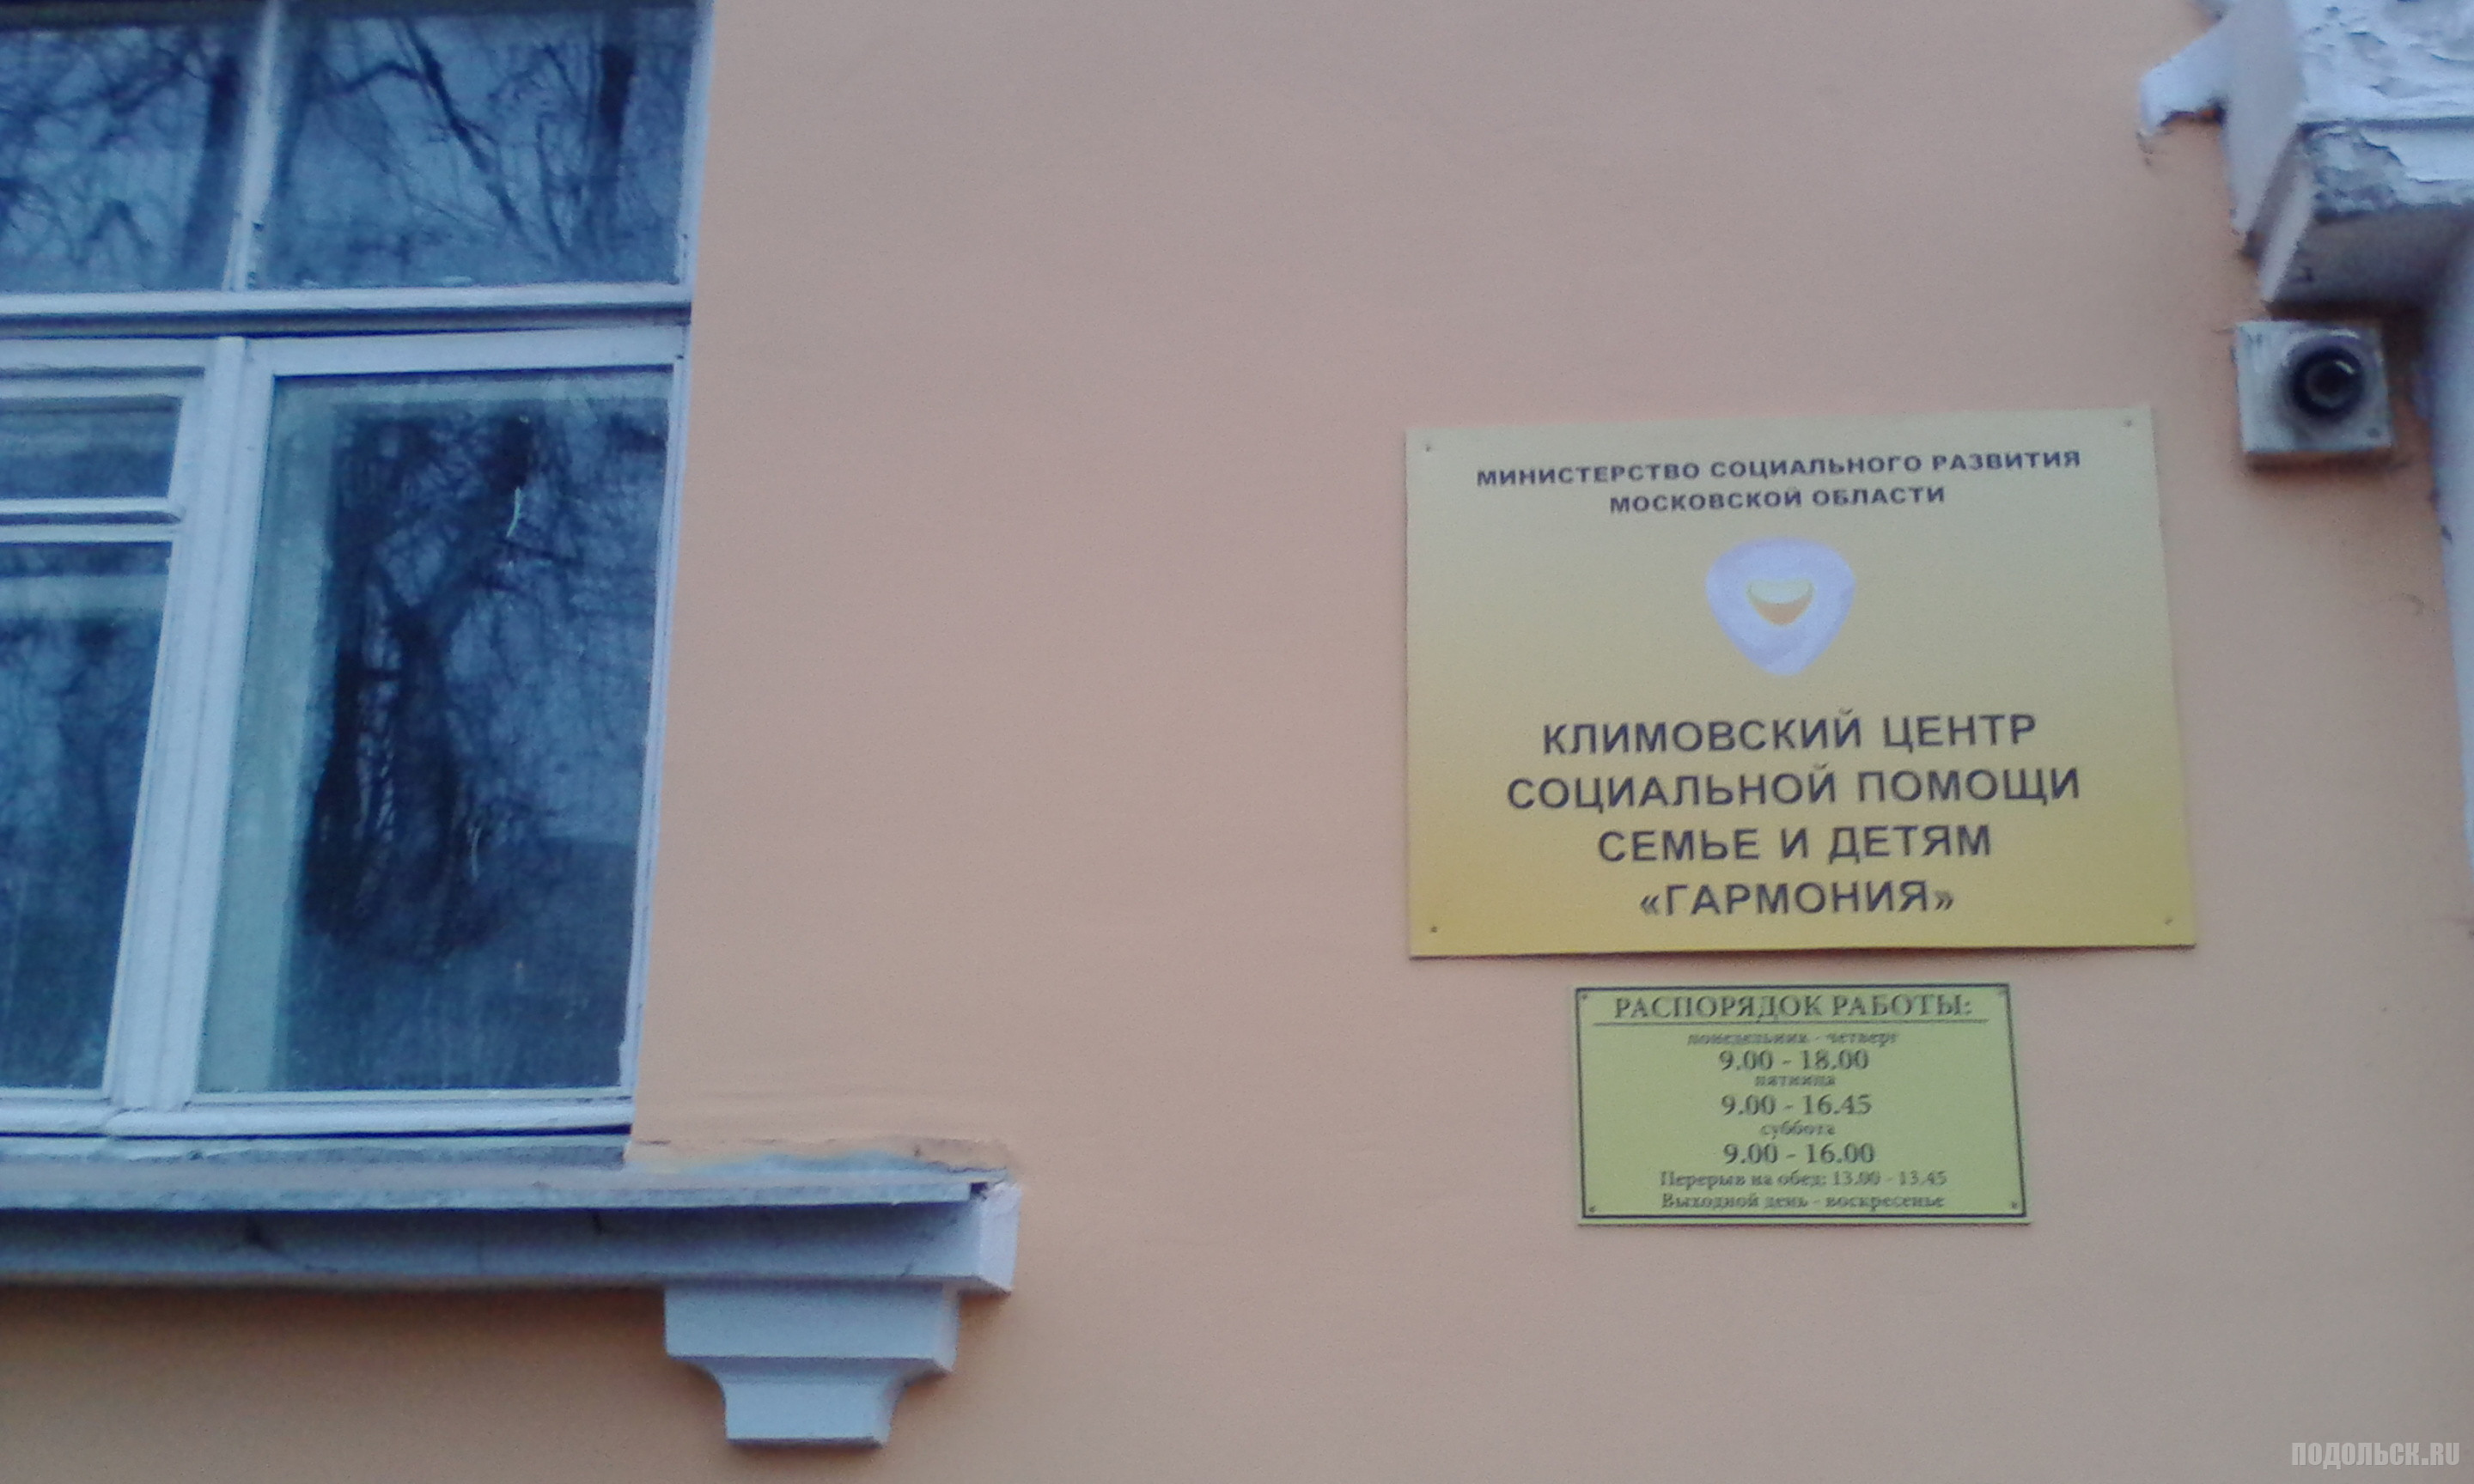 МИНИСТЕРСТВО СОЦИАЛЬНОГО РАЗВИТИЯ
МОСКОВСКОЙ ОБЛАСТИ
КЛИМОВСКИЙ ЦЕНТР
СОЦИАЛЬНОЙ ПОМОЩИ
СЕМЬЕ И ДЕТЯМ
«ГАРМОНИЯ»
РАСПОРЯДОК РАБОТЫ:
понедельник - четверг
9.00 - 18.00
пятница
9.00 - 16.45
суббота
9.00 - 16.00
Перерыв на обед: 13.00 - 13.45
Выходной день - воскресенье
ПОДОЛЬСК.RU